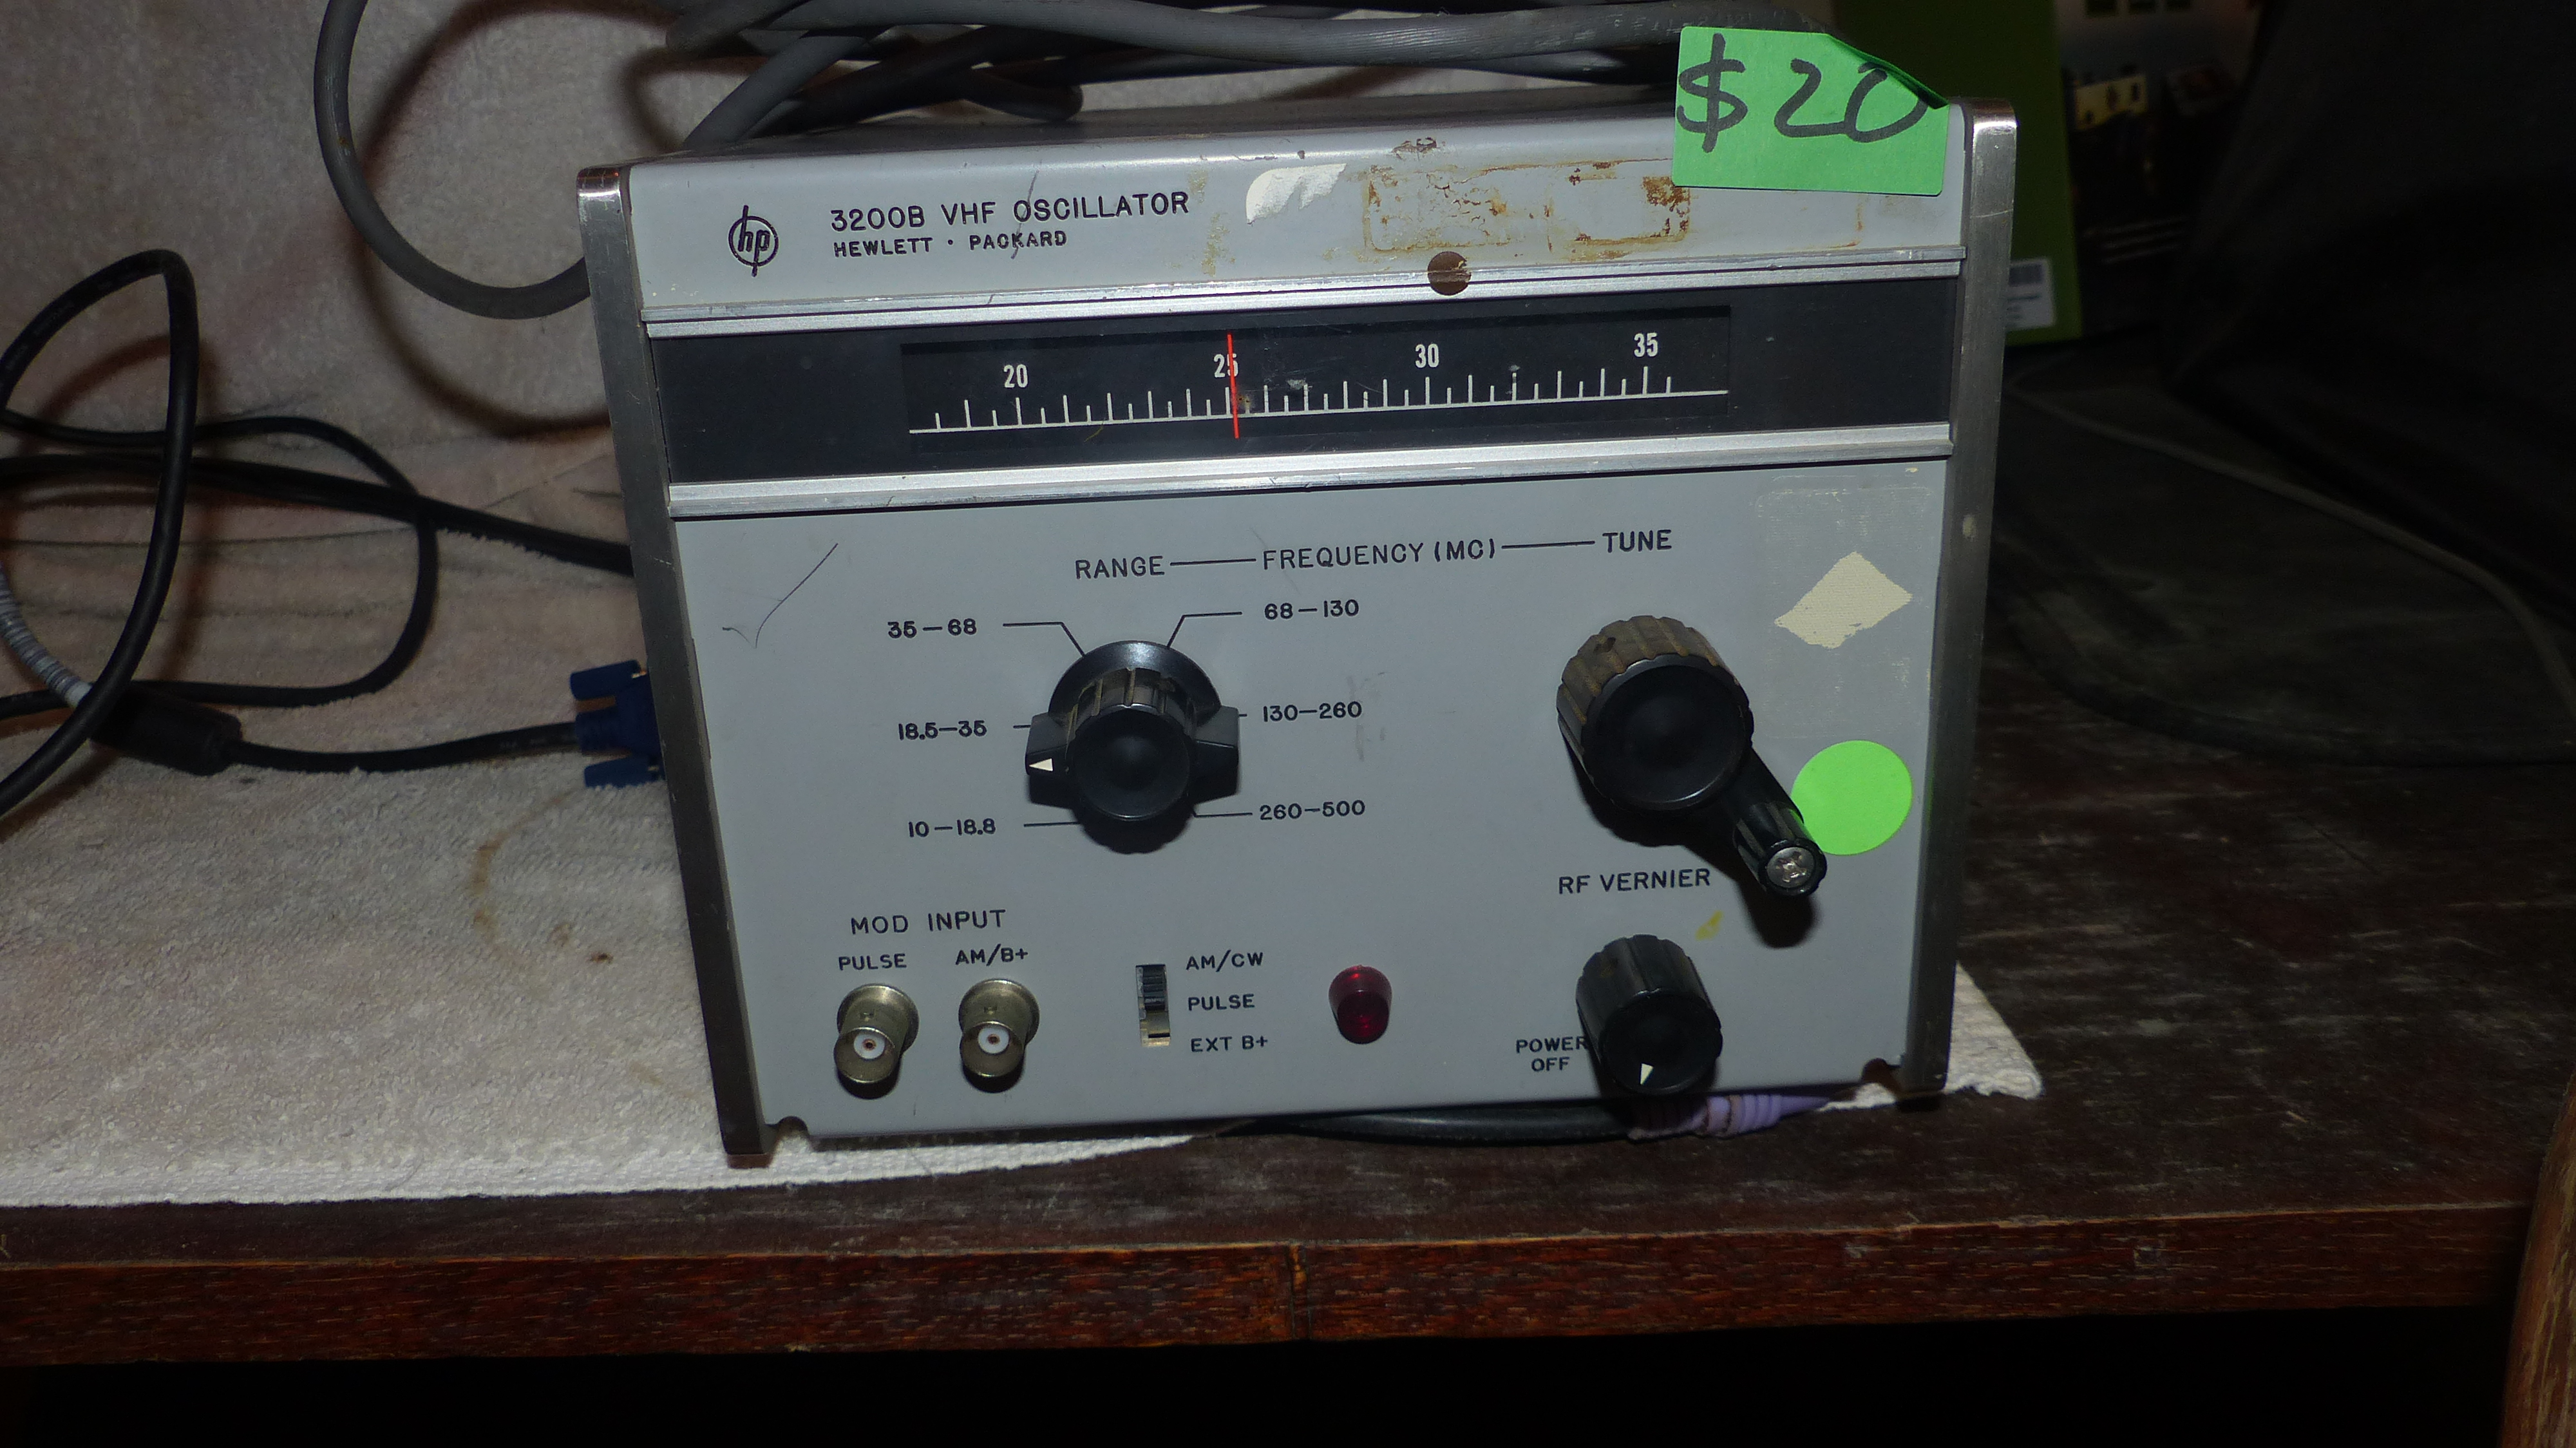 $20
hp
3200B VHF OSCILLATOR
HEWLETT · PACKARD
20 25 30 35
RANGE — FREQUENCY (MC) — TUNE
35—68
68—130
18.5—35
130—260
10—18.8
260—500
RF VERNIER
MOD INPUT
PULSE
AM/B+
AM/CW
PULSE
EXT B+
POWER
OFF